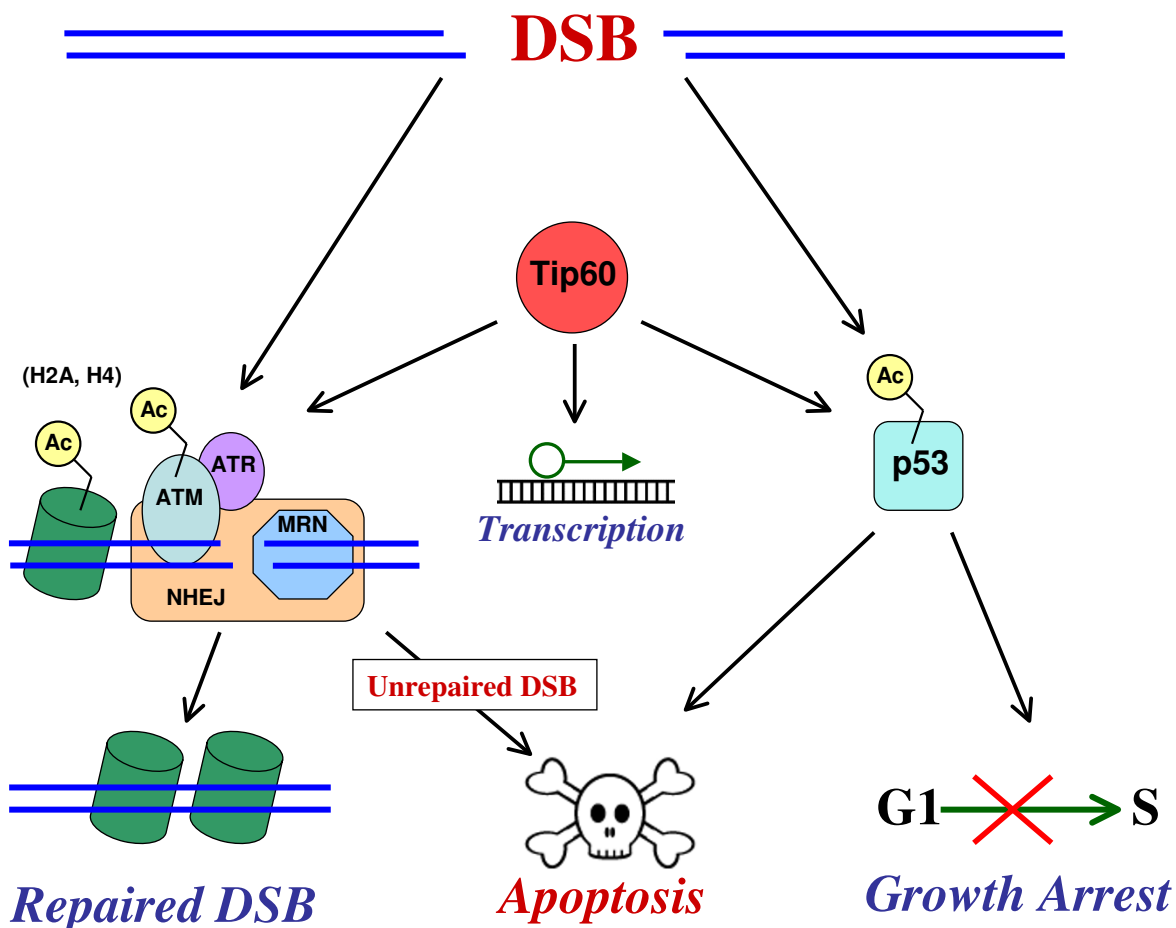 DSB
Tip60
(H2A, H4)
Ac
Ac
Ac
ATR
ATM
p53
MRN
Transcription
NHEJ
Unrepaired DSB
G1
S
Repaired DSB
Apoptosis
Growth Arrest